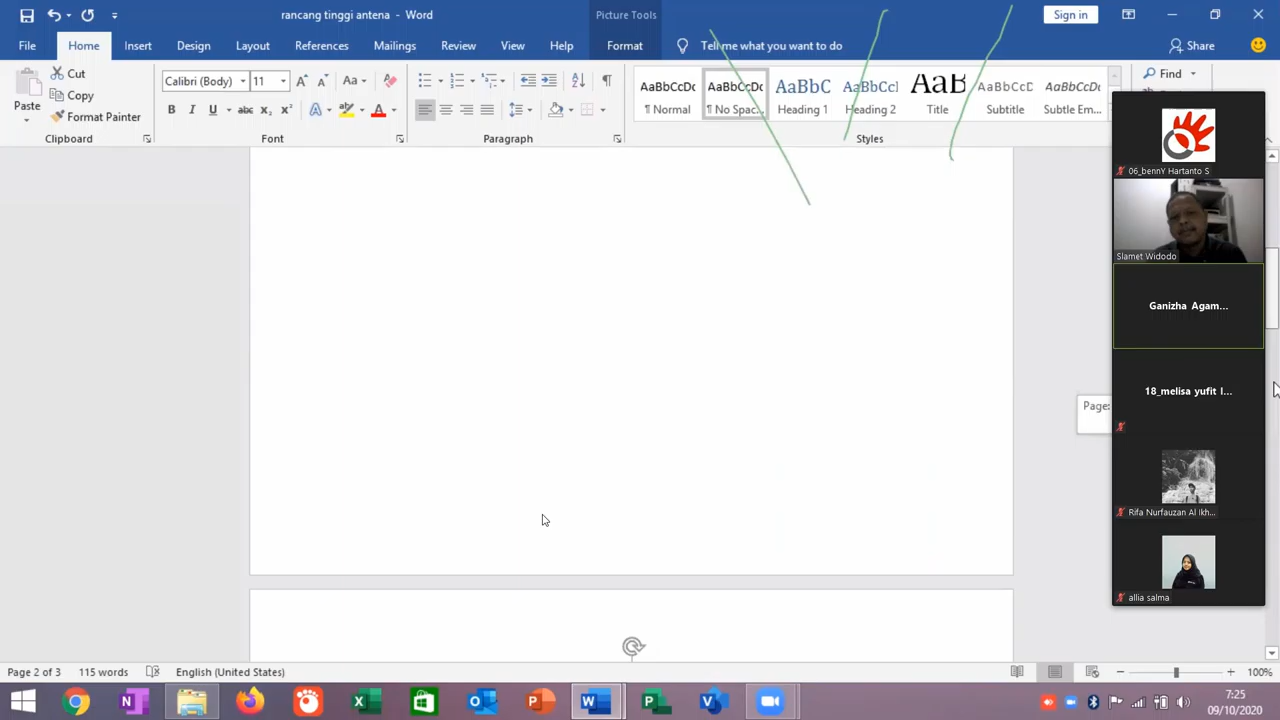 rancang tinggi antena - Word
Picture Tools
Sign in
File Home Insert Design Layout References Mailings Review View Help Format Tell me what you want to do Share
Paste
Cut
Copy
Format Painter
Clipboard
Calibri (Body) 11
Font
Paragraph
AaBbCcDc AaBbCcDc AaBbC AaBbCcI AaB AaBbCcD AaBbCcDc
¶ Normal ¶ No Spac... Heading 1 Heading 2 Title Subtitle Subtle Em...
Styles
Find
06_bennY Hartanto S
Slamet Widodo
Ganizha Agam...
18_melisa yufit l...
Page:
Rifa Nurfauzan Al Ikh...
allia salma
Page 2 of 3 115 words English (United States) 100%
7:25
09/10/2020